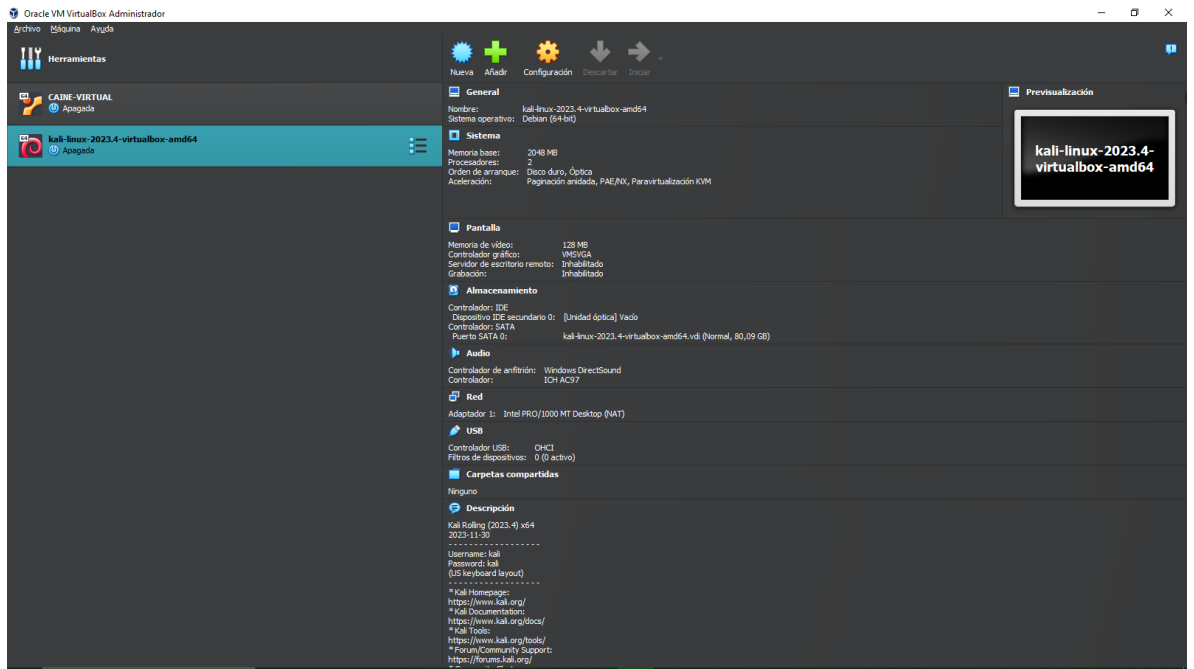 Oracle VM VirtualBox Administrador
Archivo Máquina Ayuda
Herramientas
64 CAINE-VIRTUAL
Apagada
64 kali-linux-2023.4-virtualbox-amd64
Apagada
Nueva Añadir Configuración Descartar Iniciar
General
Nombre: kali-linux-2023.4-virtualbox-amd64
Sistema operativo: Debian (64-bit)
Sistema
Memoria base: 2048 MB
Procesadores: 2
Orden de arranque: Disco duro, Óptica
Aceleración: Paginación anidada, PAE/NX, Paravirtualización KVM
Previsualización
kali-linux-2023.4-
virtualbox-amd64
Pantalla
Memoria de vídeo: 128 MB
Controlador gráfico: VMSVGA
Servidor de escritorio remoto: Inhabilitado
Grabación: Inhabilitado
Almacenamiento
Controlador: IDE
Dispositivo IDE secundario 0: [Unidad óptica] Vacío
Controlador: SATA
Puerto SATA 0: kali-linux-2023.4-virtualbox-amd64.vdi (Normal, 80,09 GB)
Audio
Controlador de anfitrión: Windows DirectSound
Controlador: ICH AC97
Red
Adaptador 1: Intel PRO/1000 MT Desktop (NAT)
USB
Controlador USB: OHCI
Filtros de dispositivos: 0 (0 activo)
Carpetas compartidas
Ninguno
Descripción
Kali Rolling (2023.4) x64
2023-11-30
- - - - - - - - - - - - - - - - - - -
Username: kali
Password: kali
(US keyboard layout)
- - - - - - - - - - - - - - - - - - -
* Kali Homepage:
https://www.kali.org/
* Kali Documentation:
https://www.kali.org/docs/
* Kali Tools:
https://www.kali.org/tools/
* Forum/Community Support:
https://forums.kali.org/